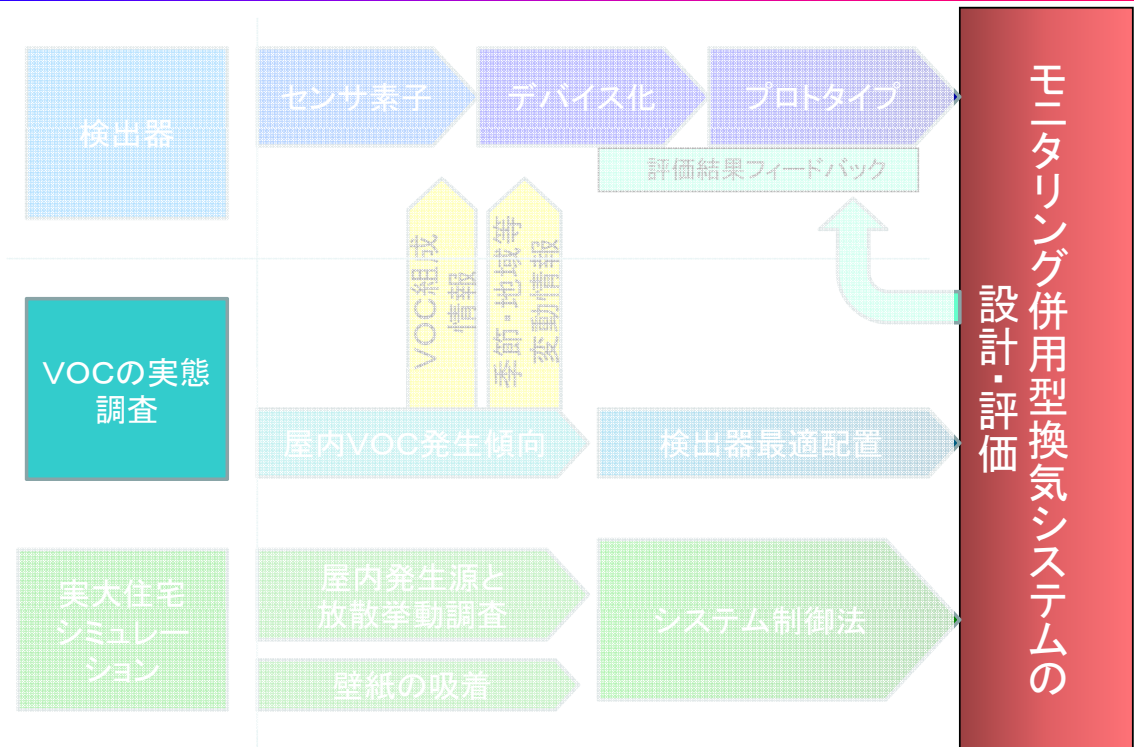 検出器
センサ素子
デバイス化
プロトタイプ
評価結果フィードバック
VOC組成
情報
季節・地域等
変動情報
VOCの実態
調査
屋内VOC発生傾向
検出器最適配置
実大住宅
シミュレー
ション
屋内発生源と
放散挙動調査
壁紙の吸着
システム制御法
モニタリング併用型換気システムの
設計・評価